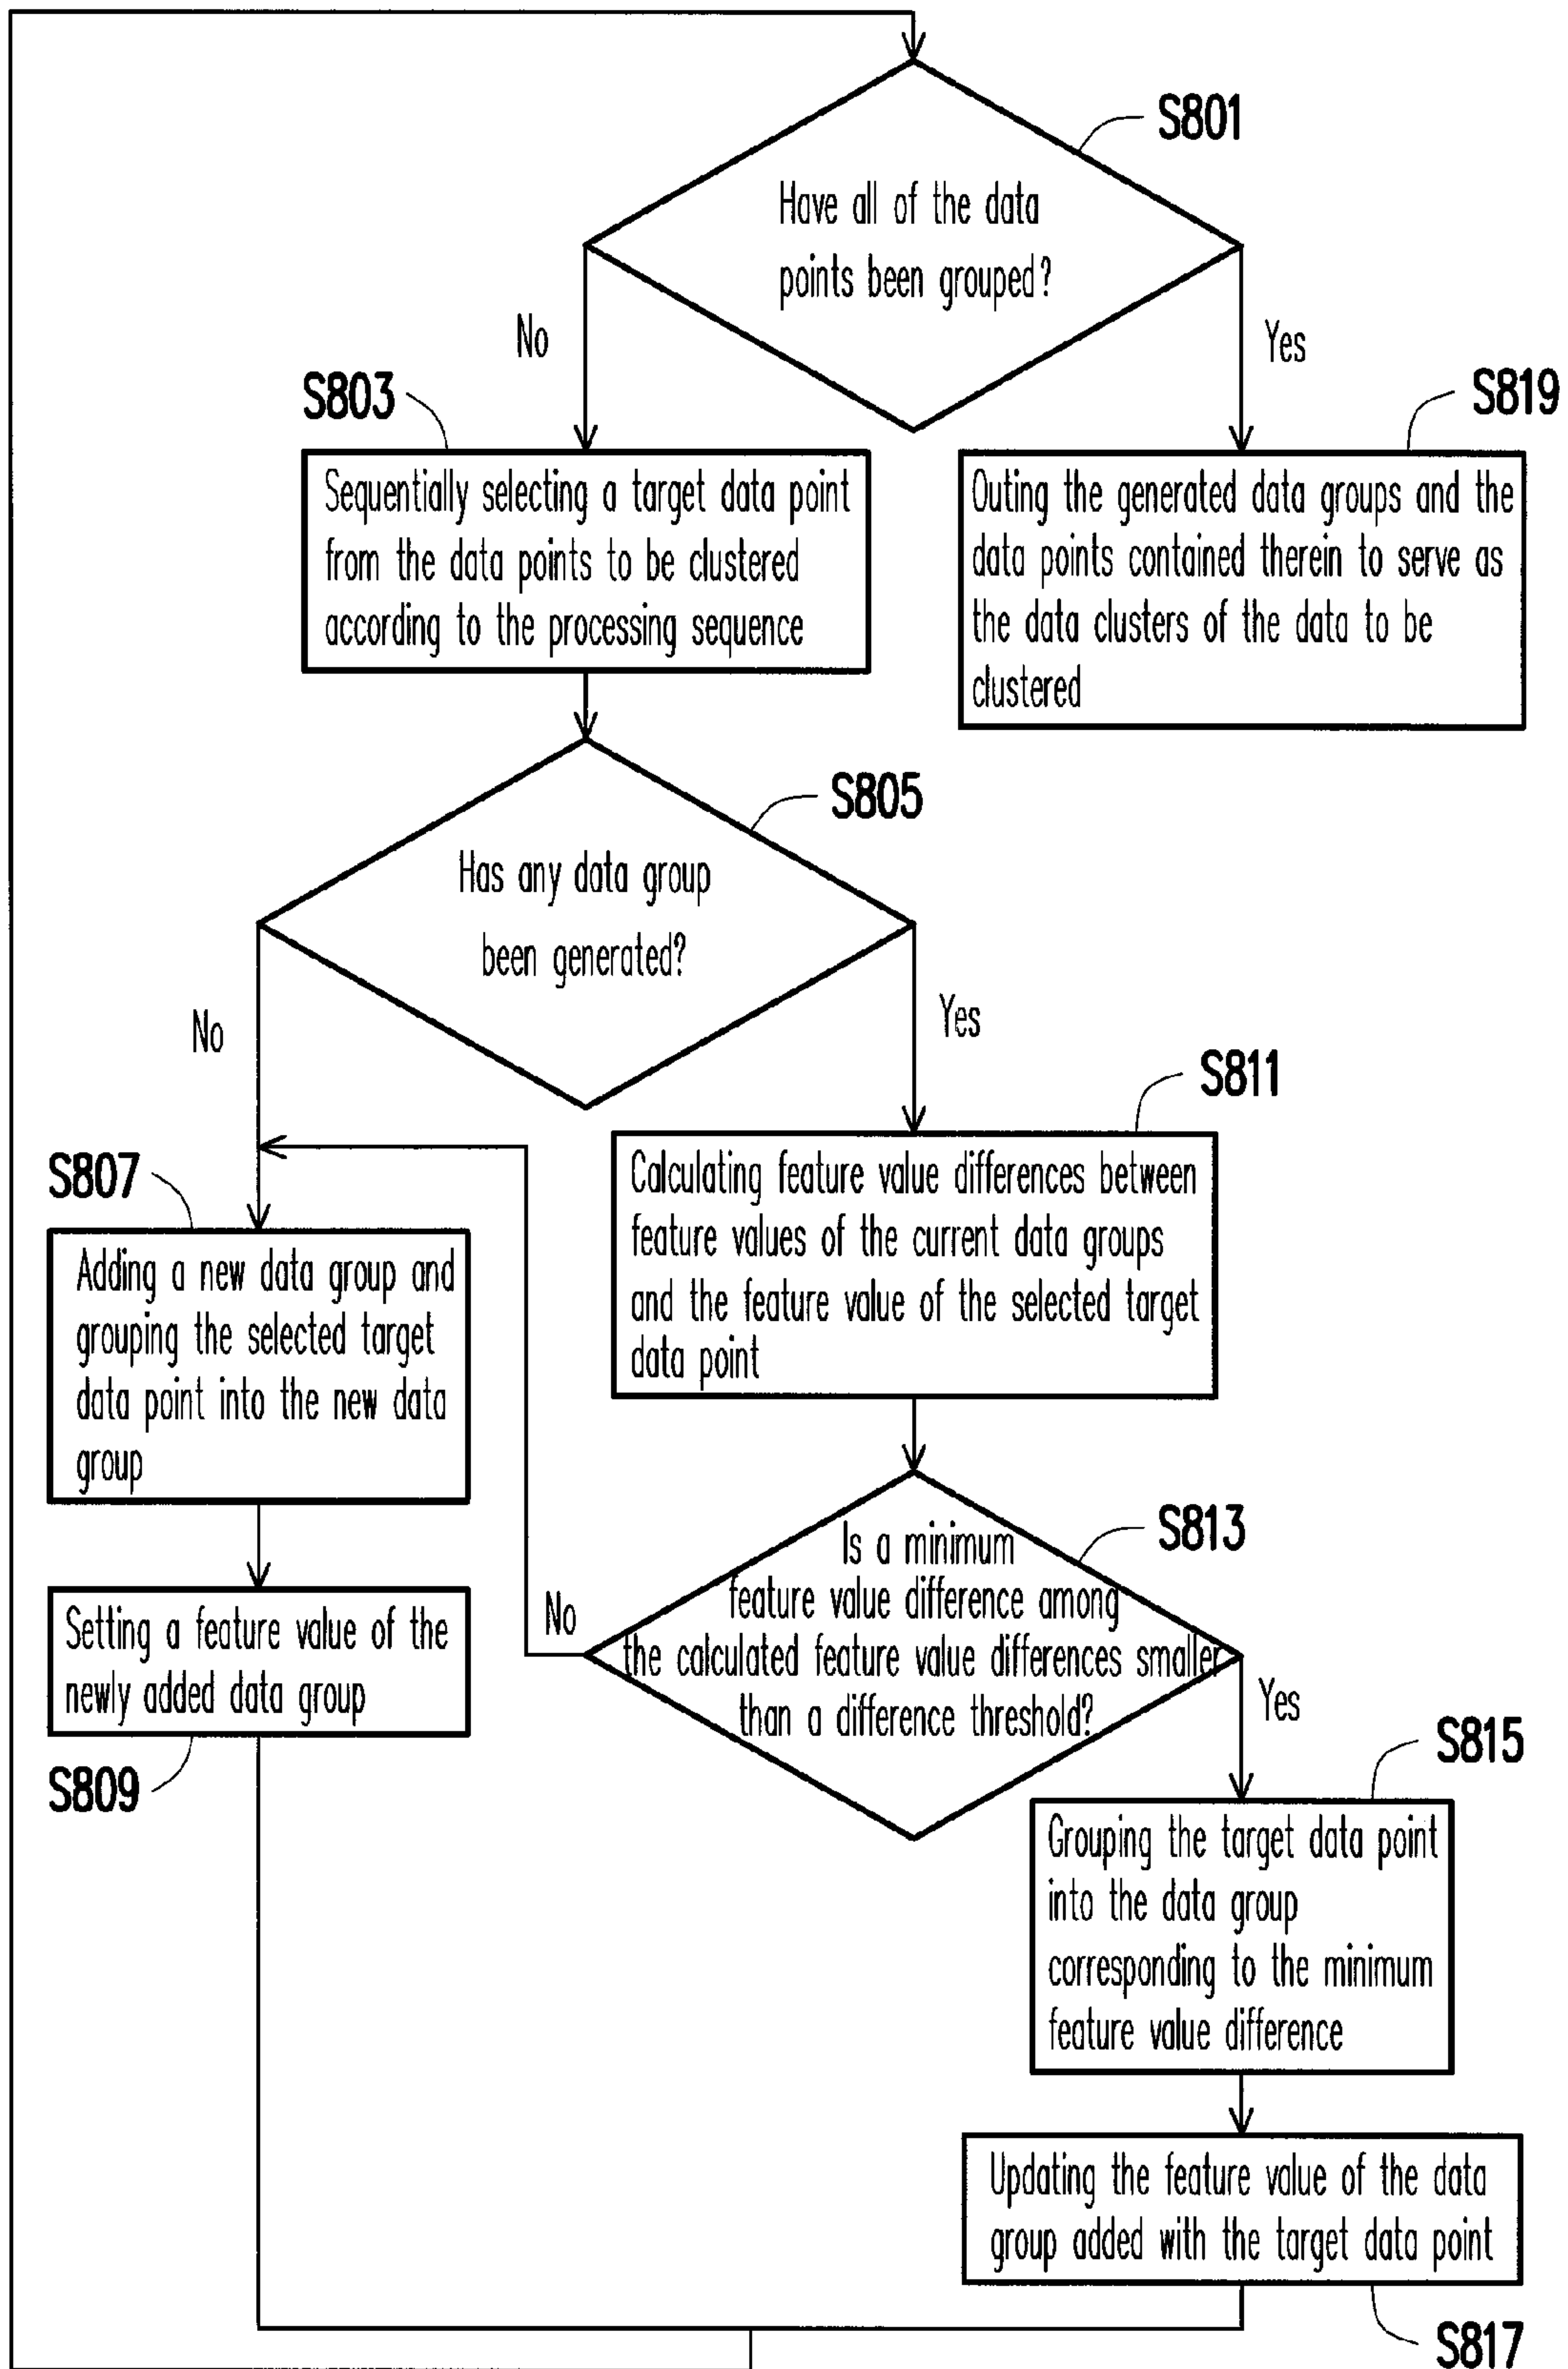 S801
Have all of the data
points been grouped?
No
Yes
S803
S819
Sequentially selecting a target data point
from the data points to be clustered
according to the processing sequence
Outing the generated data groups and the
data points contained therein to serve as
the data clusters of the data to be
clustered
S805
Has any data group
been generated?
No
Yes
S811
S807
Calculating feature value differences between
feature values of the current data groups
and the feature value of the selected target
data point
Adding a new data group and
grouping the selected target
data point into the new data
group
S813
Is a minimum
feature value difference among
the calculated feature value differences smaller
than a difference threshold?
No
Yes
Setting a feature value of the
newly added data group
S809
S815
Grouping the target data point
into the data group
corresponding to the minimum
feature value difference
Updating the feature value of the data
group added with the target data point
S817